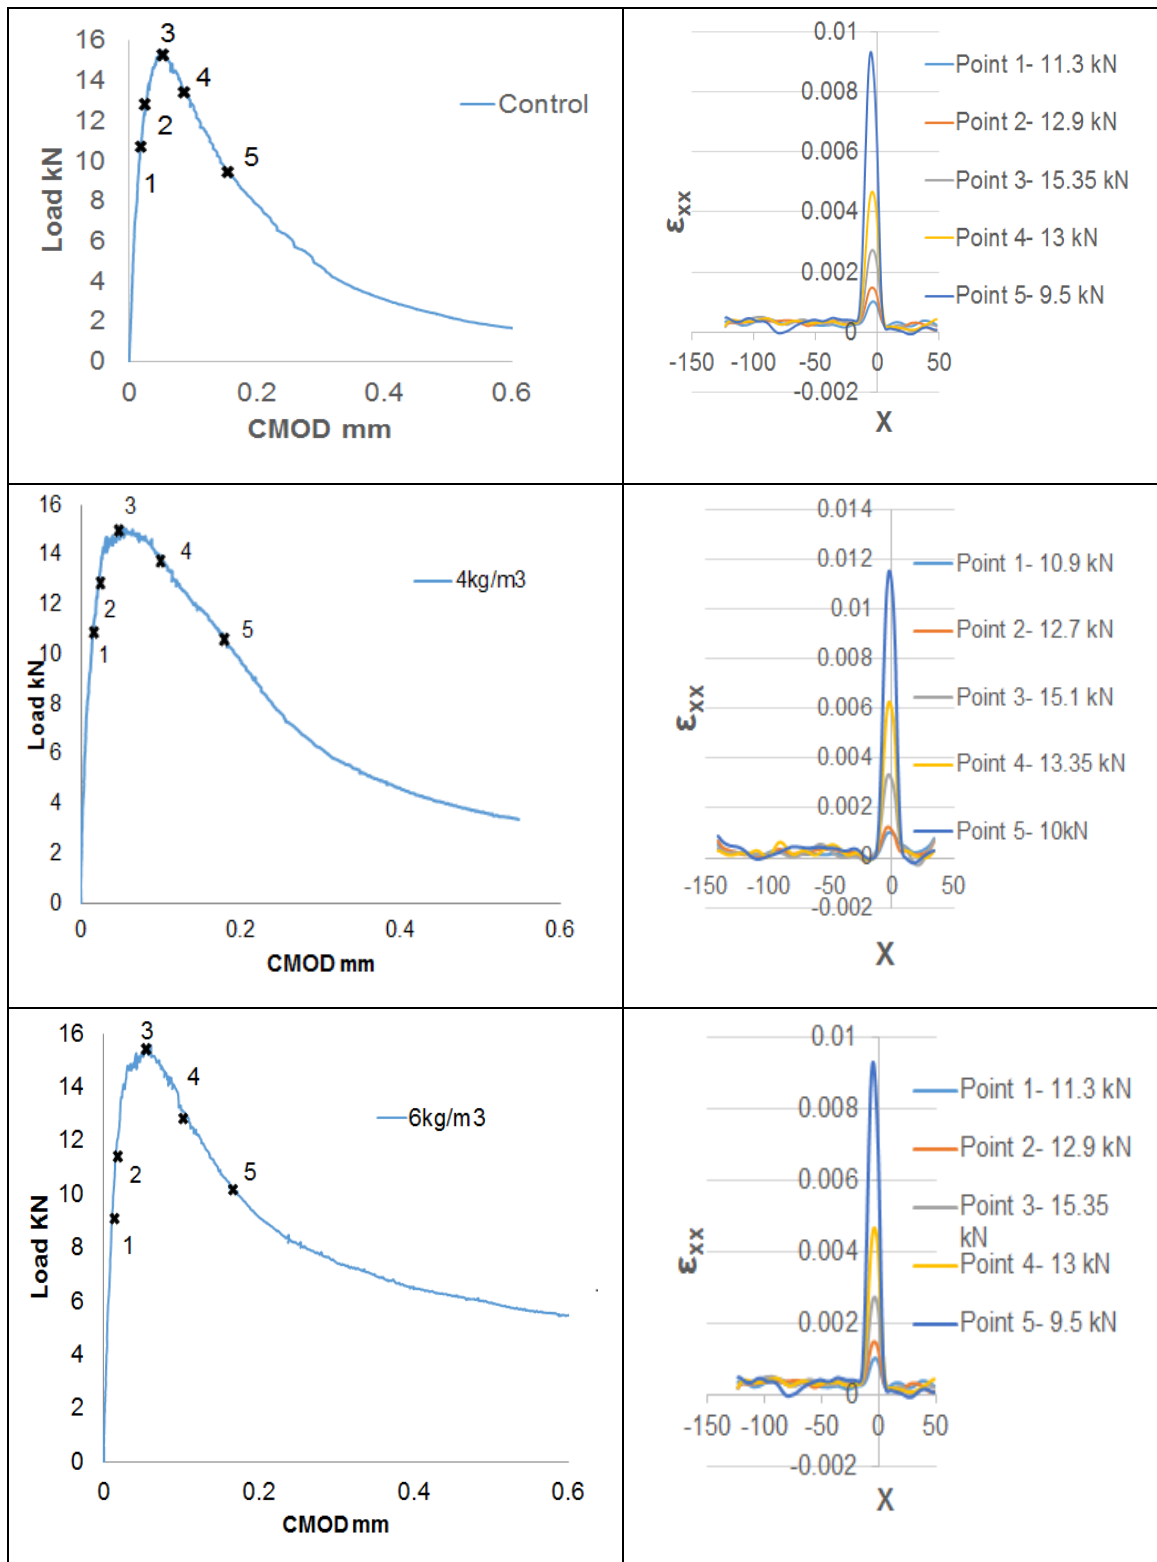 16
14
12
10
8
6
4
2
0
Load kN
3
4
2
5
1
Control
0
0.2
0.4
0.6
CMOD mm
0.01
0.008
0.006
0.004
0.002
0
-0.002
εxx
-150
-100
-50
0
50
X
Point 1- 11.3 kN
Point 2- 12.9 kN
Point 3- 15.35 kN
Point 4- 13 kN
Point 5- 9.5 kN
16
14
12
10
8
6
4
2
0
Load kN
3
4
2
5
1
4kg/m3
0
0.2
0.4
0.6
CMOD mm
0.014
0.012
0.01
0.008
0.006
0.004
0.002
0
-0.002
εxx
-150
-100
-50
0
50
X
Point 1- 10.9 kN
Point 2- 12.7 kN
Point 3- 15.1 kN
Point 4- 13.35 kN
Point 5- 10kN
16
14
12
10
8
6
4
2
0
Load KN
3
4
2
5
1
6kg/m3
0
0.2
0.4
0.6
CMOD mm
0.01
0.008
0.006
0.004
0.002
0
-0.002
εxx
-150
-100
-50
0
50
X
Point 1- 11.3 kN
Point 2- 12.9 kN
Point 3- 15.35
kN
Point 4- 13 kN
Point 5- 9.5 kN